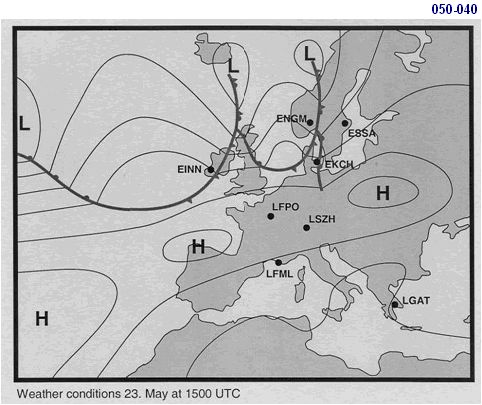 050-040
L
L
L
ENGM
ESSA
EINN
EKCH
H
LFPO
LSZH
H
LFML
H
LGAT
Weather conditions 23. May at 1500 UTC